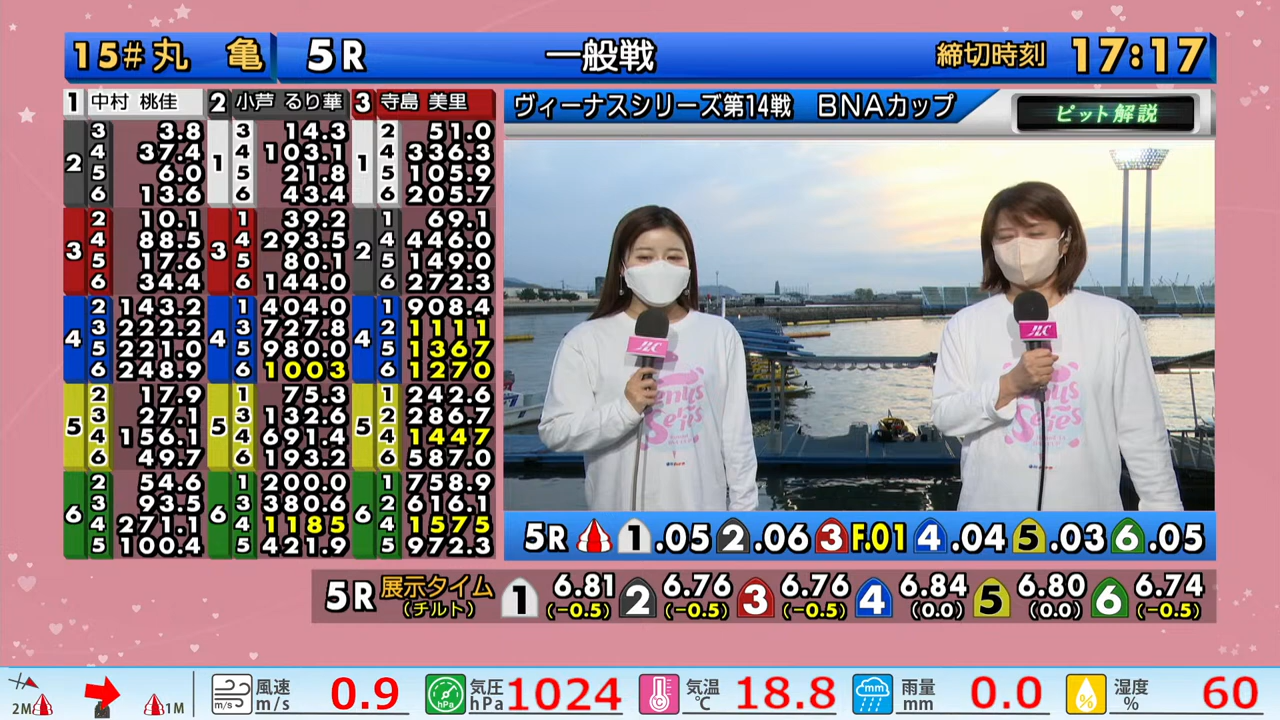 15# 丸 亀 5R 一般戦 締切時刻 17:17
1 中村 桃佳 2 小芦 るり華 3 寺島 美里
ヴィーナスシリーズ第14戦 BNAカップ
ピット解説
2 3 3.8 1 3 14.3 1 2 51.0
4 37.4 4 103.1 4 336.3
5 6.0 5 21.8 5 105.9
6 13.6 6 43.4 6 205.7
3 2 10.1 3 1 39.2 2 1 69.1
4 88.5 4 293.5 4 446.0
5 17.6 5 80.1 5 149.0
6 34.4 6 144.0 6 272.3
4 2 143.2 4 1 404.0 4 1 908.4
3 222.2 3 727.8 2 1111
5 221.0 5 980.0 5 1367
6 248.9 6 1003 6 1270
5 2 17.9 5 1 75.3 5 1 242.6
3 27.1 3 132.6 2 286.7
4 156.1 4 691.4 4 1447
6 49.7 6 193.2 6 587.0
6 2 54.6 6 1 200.0 6 1 758.9
3 93.5 3 380.6 2 616.1
4 271.1 4 1185 4 1575
5 100.4 5 421.9 5 972.3
JLC
JLC
Venus
Series
Venus
Series
5R 1 .05 2 .06 3 F.01 4 .04 5 .03 6 .05
5R 展示タイム 1 6.81 2 6.76 3 6.76 4 6.84 5 6.80 6 6.74
(チルト) (-0.5) (-0.5) (-0.5) (0.0) (0.0) (-0.5)
2M 1M
風速 m/s 0.9
気圧 hPa 1024
気温 ℃ 18.8
雨量 mm 0.0
湿度 % 60
m/s
hPa
℃
mm
%